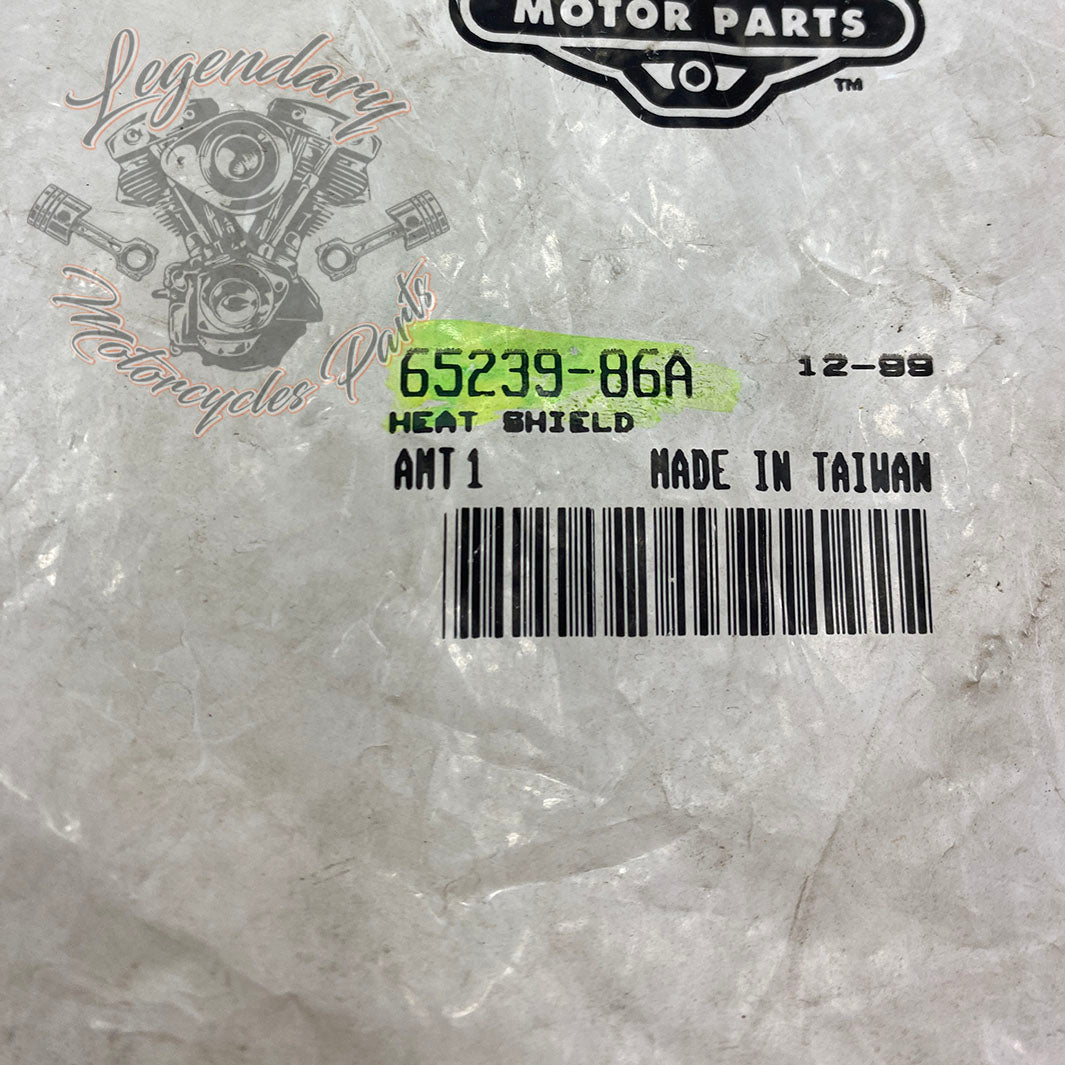 MOTOR PARTS
TM
Legendary
Motorcycles Parts
65239-86A 12-99
HEAT SHIELD
AMT 1 MADE IN TAIWAN